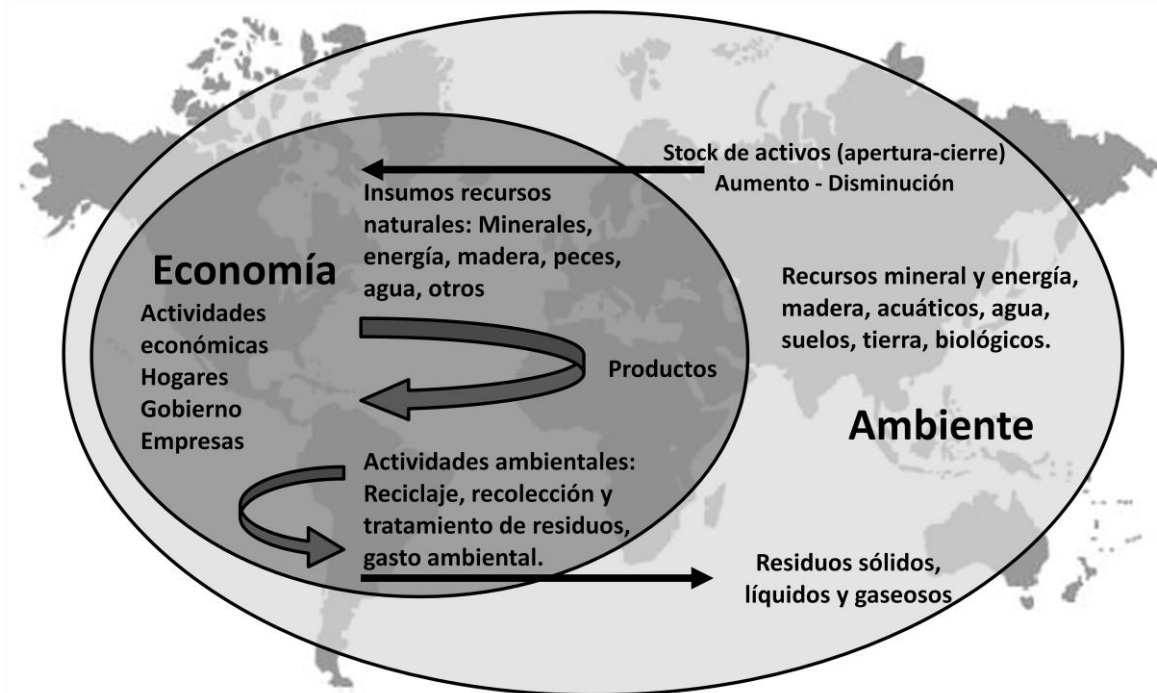 Stock de activos (apertura-cierre)
Aumento - Disminución
Insumos recursos
naturales: Minerales,
energía, madera, peces,
agua, otros
Economía
Actividades
económicas
Hogares
Gobierno
Empresas
Productos
Recursos mineral y energía,
madera, acuáticos, agua,
suelos, tierra, biológicos.
Ambiente
Actividades ambientales:
Reciclaje, recolección y
tratamiento de residuos,
gasto ambiental.
Residuos sólidos,
líquidos y gaseosos